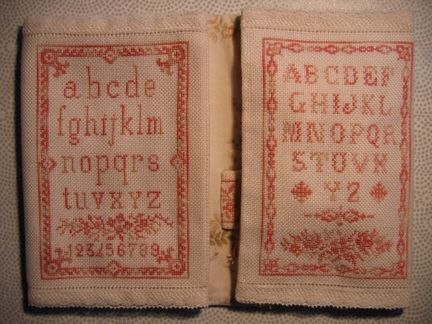 abcde
fghijklm
nopqrs
tuvxyz
123456789
ABCDEF
GHIJKL
MNOPQR
STUVX
YZ